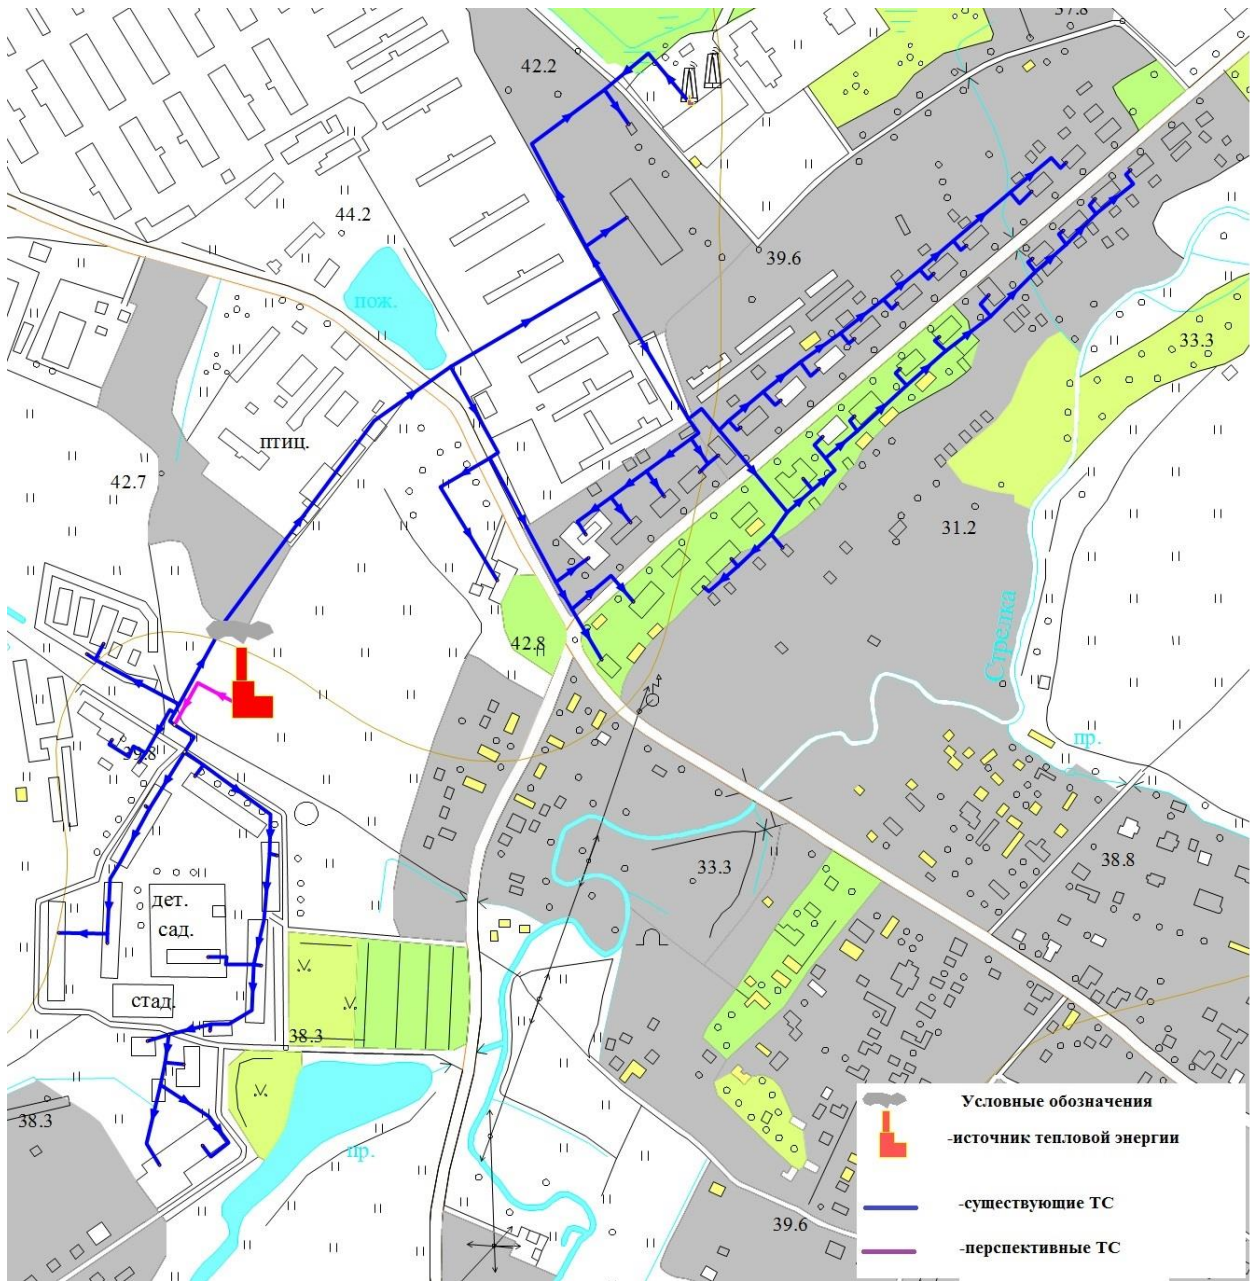 37.8
42.2
44.2
39.6
пож.
33.3
птиц.
42.7
31.2
42.8
Стрелка
пр.
39.8
38.8
33.3
дет.
сад.
стад.
38.3
38.3
пр.
39.6
Условные обозначения
-источник тепловой энергии
-существующие ТС
-перспективные ТС